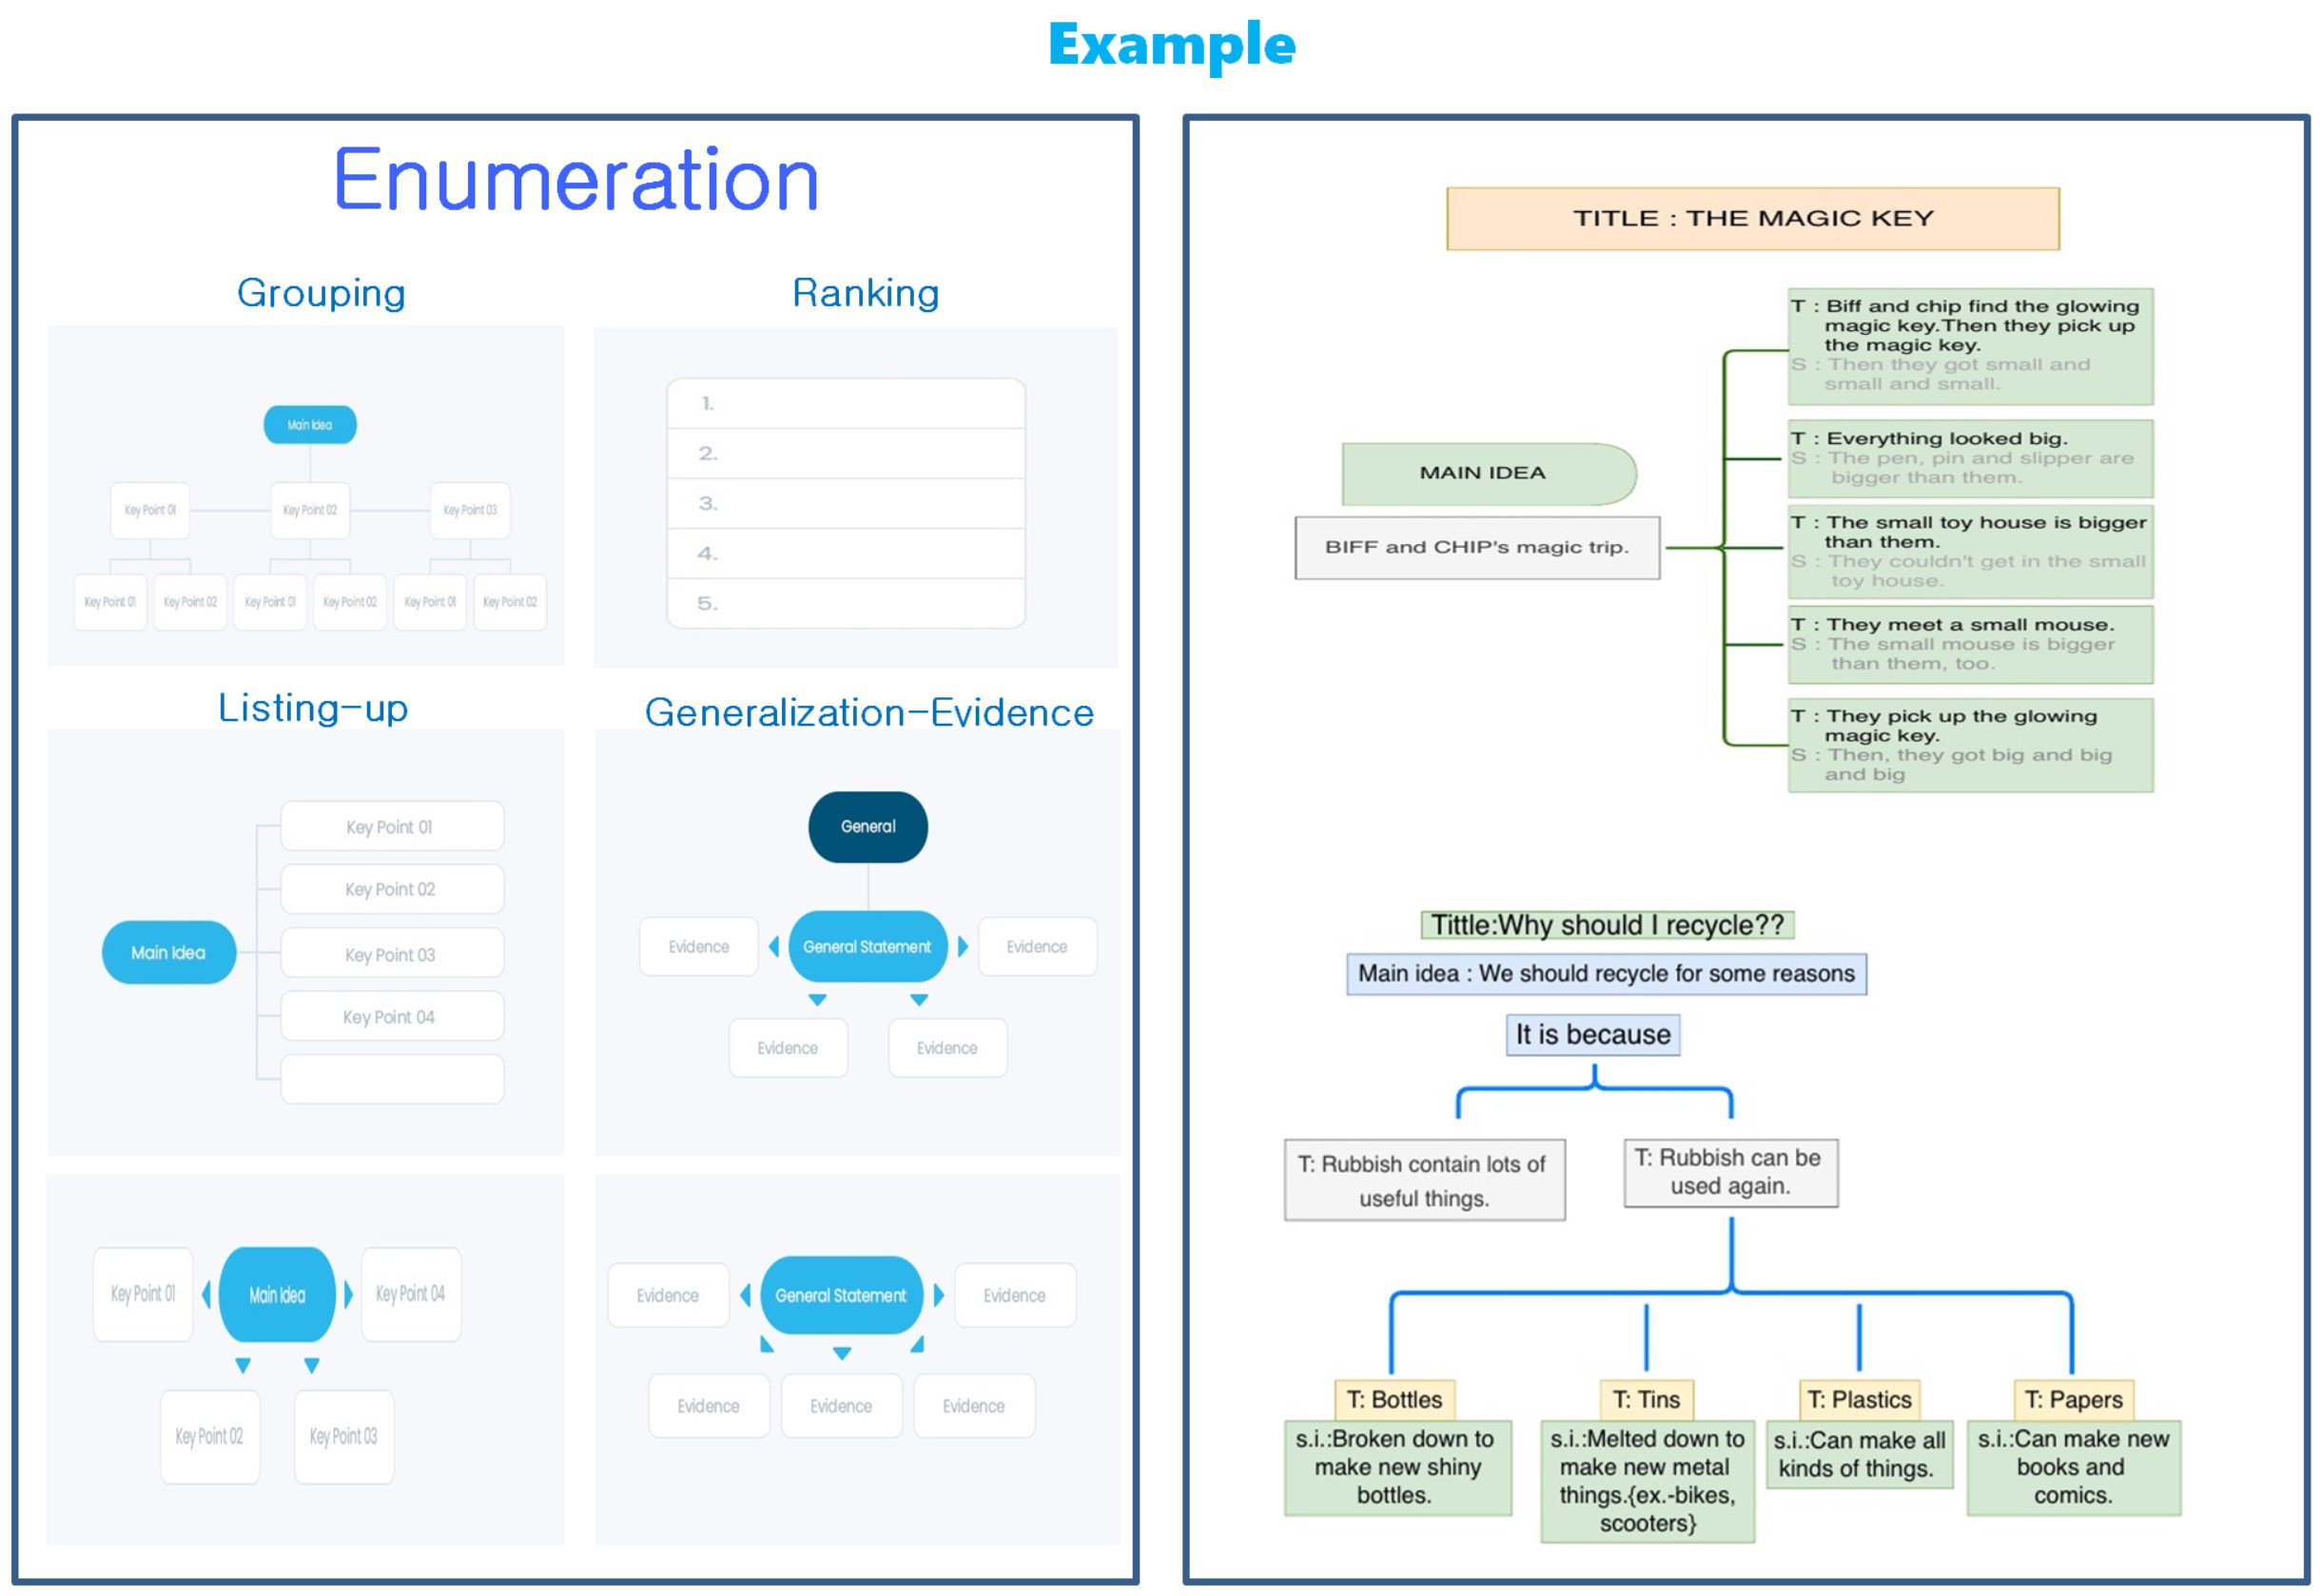 Example
Enumeration
Grouping
Main Idea
Key Point 01
Key Point 02
Key Point 03
Key Point 01
Key Point 02
Key Point 01
Key Point 02
Key Point 01
Key Point 02
Ranking
1.
2.
3.
4.
5.
Listing-up
Main Idea
Key Point 01
Key Point 02
Key Point 03
Key Point 04
Generalization-Evidence
General
Evidence
General Statement
Evidence
Evidence
Evidence
Key Point 01
Main Idea
Key Point 04
Key Point 02
Key Point 03
Evidence
General Statement
Evidence
Evidence
Evidence
Evidence
TITLE : THE MAGIC KEY
MAIN IDEA
BIFF and CHIP's magic trip.
T : Biff and chip find the glowing
magic key.Then they pick up
the magic key.
S : Then they got small and
small and small.
T : Everything looked big.
S : The pen, pin and slipper are
bigger than them.
T : The small toy house is bigger
than them.
S : They couldn't get in the small
toy house.
T : They meet a small mouse.
S : The small mouse is bigger
than them, too.
T : They pick up the glowing
magic key.
S : Then, they got big and big
and big
Tittle:Why should I recycle??
Main idea : We should recycle for some reasons
It is because
T: Rubbish contain lots of
useful things.
T: Rubbish can be
used again.
T: Bottles
s.i.:Broken down to
make new shiny
bottles.
T: Tins
s.i.:Melted down to
make new metal
things.{ex.-bikes,
scooters}
T: Plastics
s.i.:Can make all
kinds of things.
T: Papers
s.i.:Can make new
books and
comics.